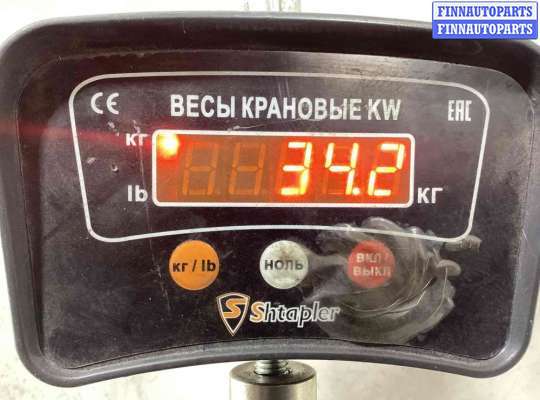 FINNAUTOPARTS
FINNAUTOPARTS
CE ВЕСЫ КРАНОВЫЕ KW EAC
кг
34.2 кг
lb
кг / lb НОЛЬ ВКЛ/
ВЫКЛ
S Shtapler